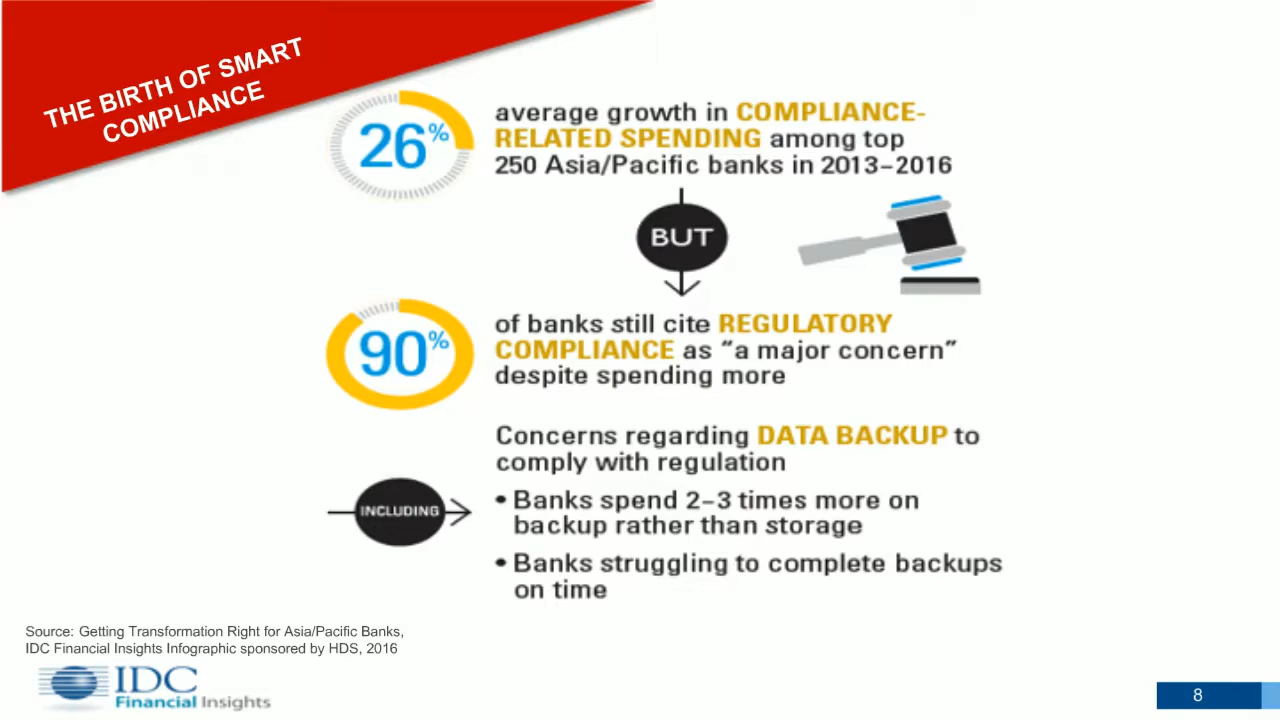 THE BIRTH OF SMART
COMPLIANCE
26%
average growth in COMPLIANCE-
RELATED SPENDING among top
250 Asia/Pacific banks in 2013–2016
BUT
90%
of banks still cite REGULATORY
COMPLIANCE as “a major concern”
despite spending more
Concerns regarding DATA BACKUP to
comply with regulation
INCLUDING
• Banks spend 2–3 times more on
backup rather than storage
• Banks struggling to complete backups
on time
Source: Getting Transformation Right for Asia/Pacific Banks,
IDC Financial Insights Infographic sponsored by HDS, 2016
IDC
Financial Insights
8